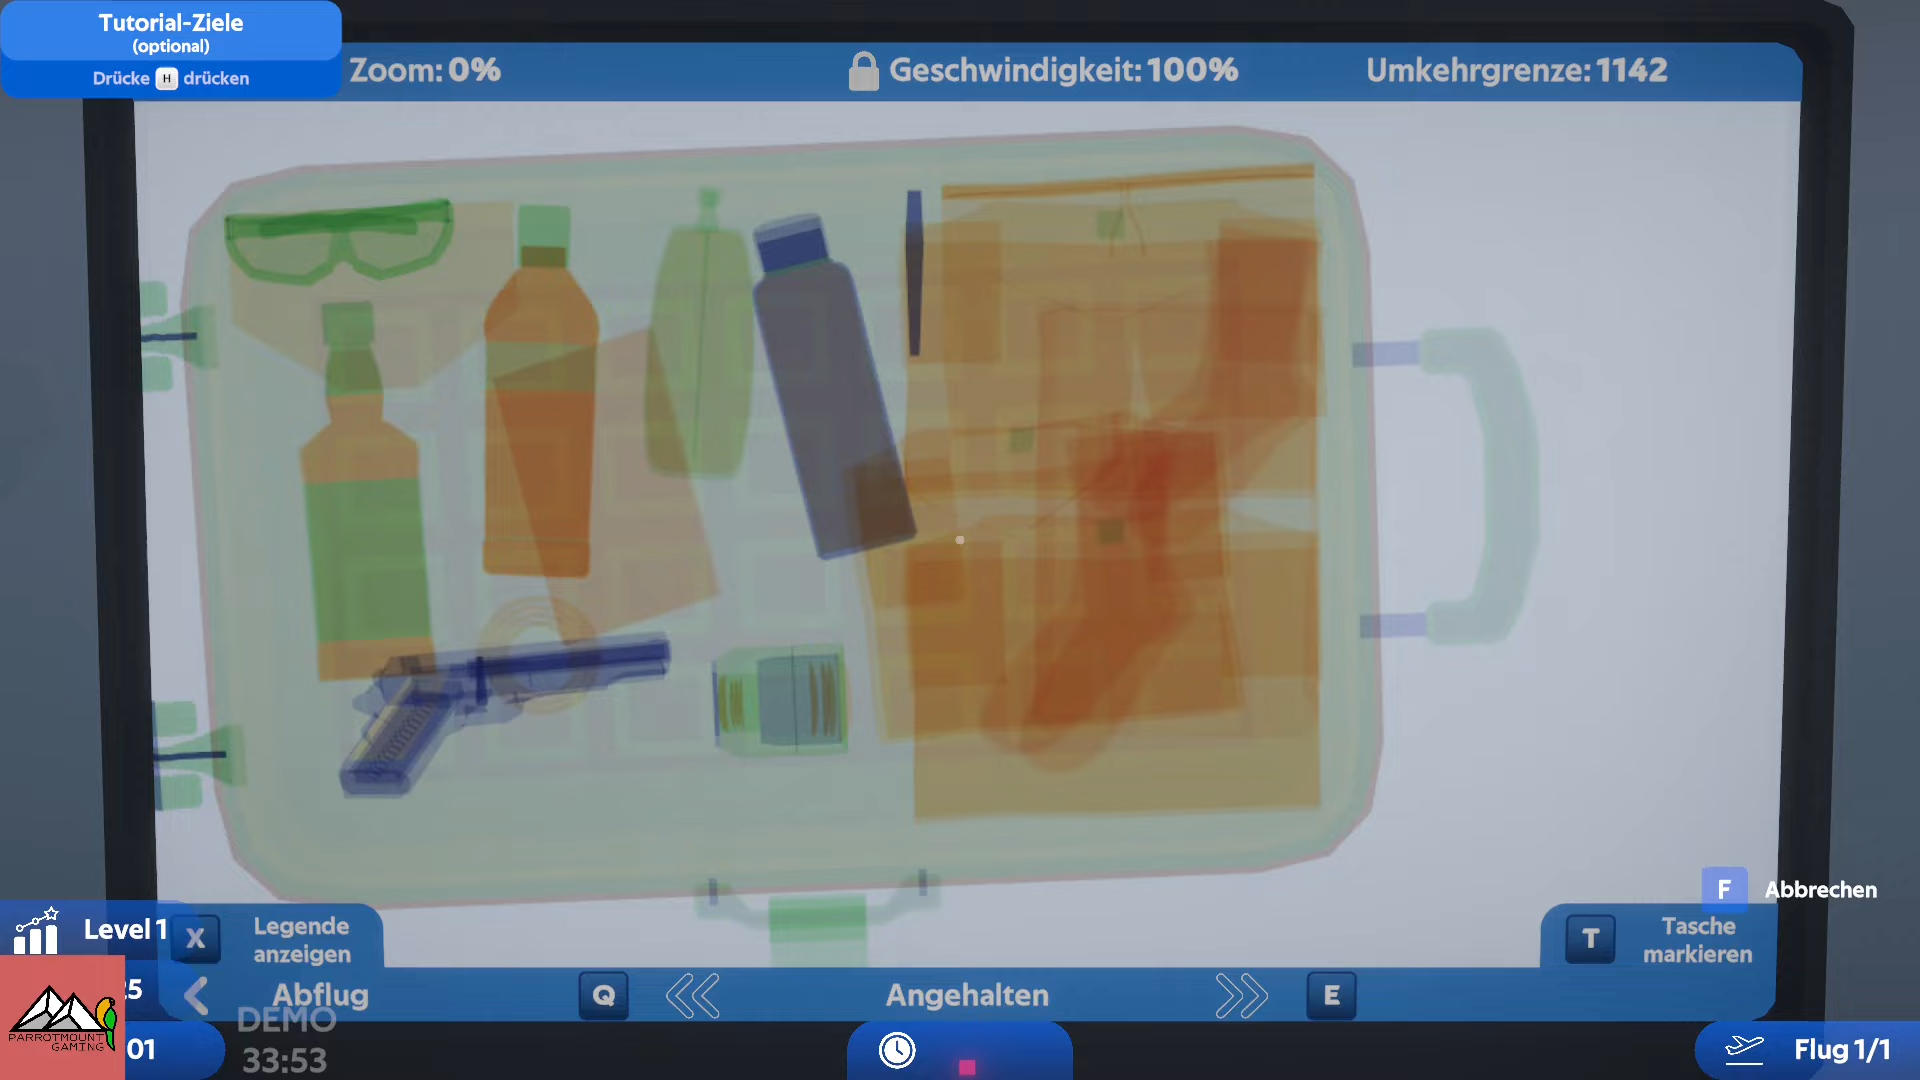 Tutorial-Ziele
(optional)
Drücke H drücken
Zoom: 0%
Geschwindigkeit: 100%
Umkehrgrenze: 1142
F Abbrechen
Level 1
X Legende
anzeigen
T Tasche
markieren
25
Abflug
Q
Angehalten
E
DEMO
33:53
PARROTMOUNT
GAMING
01
Flug 1/1